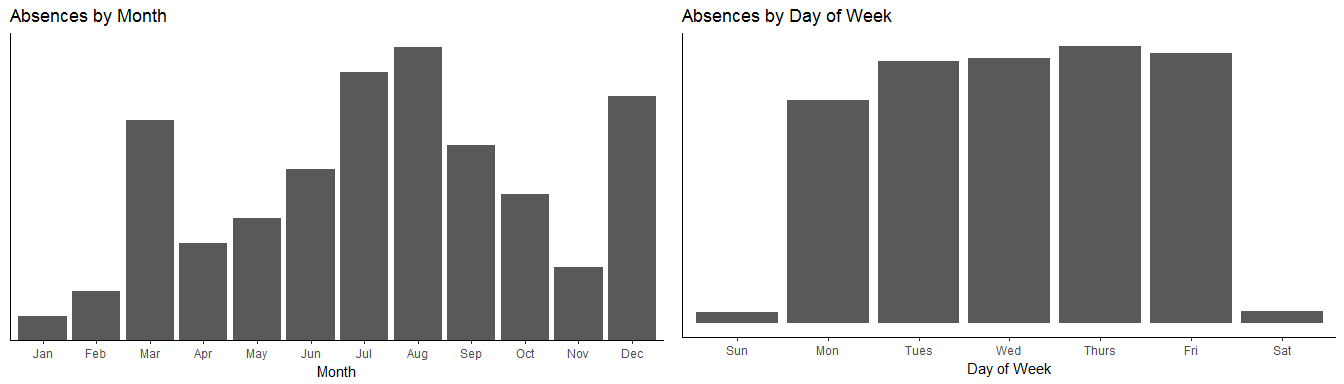 Absences by Month
Jan Feb Mar Apr May Jun Jul Aug Sep Oct Nov Dec
Month
Absences by Day of Week
Sun Mon Tues Wed Thurs Fri Sat
Day of Week